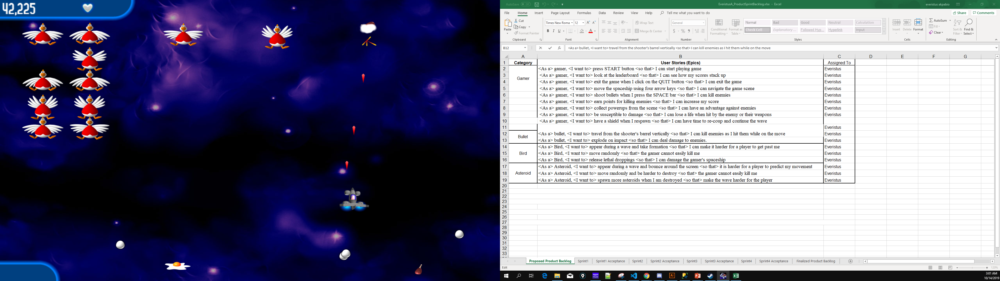 42,225
AutoSave Off
EveristusA_ProductSprintBacklog.xlsx - Excel
everistus akpabio
File Home Insert Page Layout Formulas Data Review View Help Tell me what you want to do
Share Comments
Paste Cut Copy Format Painter
Times New Roma 12
B I U
Wrap Text
Merge & Center
General
Conditional Formatting
Format as Table
Normal Bad Good Neutral Calculation
Check Cell Explanatory ... Followed Hyp... Hyperlink Input
Insert Delete Format
AutoSum
Fill
Clear
Sort & Filter
Find & Select
Clipboard Font Alignment Number Styles Cells Editing
B12 <As a> bullet, <I want to> travel from the shooter's barrel vertically <so that> I can kill enemies as I hit them while on the move
A B C D E F G
1 Category User Stories (Epics) Assigned To
2 <As a> gamer, <I want to> press START button <so that> I can start playing game Everistus
3 Gamer <As a> gamer, <I want to> look at the leaderboard <so that> I can see how my scores stack up Everistus
4 <As a> gamer, <I want to> exit the game when I click on the QUIT button <so that> I can exit the game Everistus
5 <As a> gamer, <I want to> move the spaceship using four arrow keys <so that> I can navigate the game scene Everistus
6 <As a> gamer, <I want to> shoot bullets when I press the SPACE bar <so that> I can kill enemies Everistus
7 <As a> gamer, <I want to> earn points for killing enemies <so that> I can increase my score Everistus
8 <As a> gamer, <I want to> collect powerups from the scene <so that> I can have an advantage against enemies Everistus
9 <As a> gamer, <I want to> be susceptible to damage <so that> I can lose a life when hit by the enemy or their weapons Everistus
10 <As a> gamer, <I want to> have a shield when I respawn <so that> I can have time to re-coup and continue the wave
11 Everistus
12 Bullet <As a> bullet, <I want to> travel from the shooter's barrel vertically <so that> I can kill enemies as I hit them while on the move Everistus
13 <As a> bullet, <I want to> explode on impact <so that> I can deal damage to enemies. Everistus
14 <As a> Bird, <I want to> appear during a wave and take formation <so that> I can make it harder for a player to get past me Everistus
15 Bird <As a> Bird, <I want to> move randomly <so that> the gamer cannot easily kill me Everistus
16 <As a> Bird, <I want to> release lethal droppings <so that> I can damage the gamer's spaceship Everistus
17 <As a> Asteroid, <I want to> appear during a wave and bounce around the screen <so that> it is harder for a player to predict my movement Everistus
18 Asteroid <As a> Asteroid, <I want to> move randomly and be harder to destroy <so that> the gamer cannot easily kill me Everistus
19 <As a> Asteroid, <I want to> spawn more asteroids when I am destroyed <so that> make the wave harder for the player Everistus
20
21
22
23
24
25
26
27
28
29
30
31
32
33
Proposed Product Backlog Sprint1 Sprint1 Acceptance Sprint2 Sprint2 Acceptance Sprint3 Sprint3 Acceptance Sprint4 Sprint4 Acceptance Finalized Product Backlog
Edit
120%
3:01 AM
10/14/2019